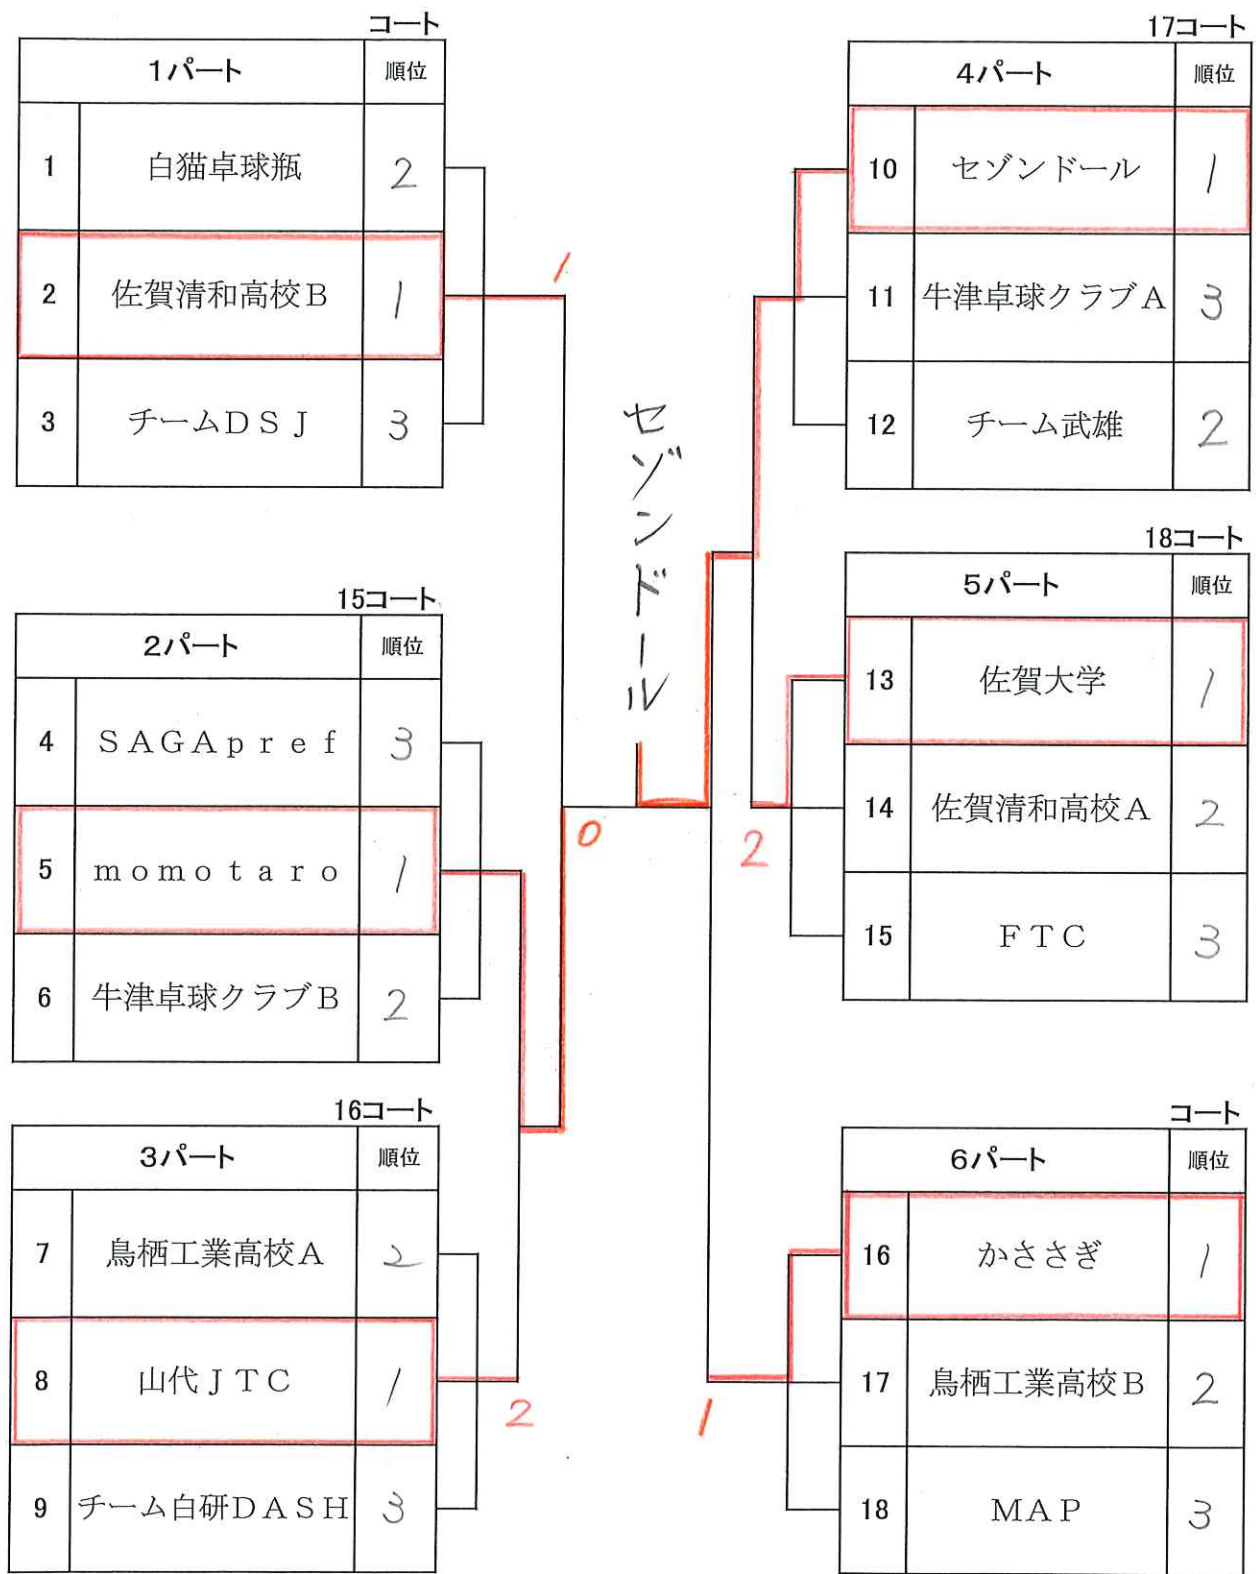 コート
1パート 順位
1 白猫卓球瓶 2
2 佐賀清和高校B 1
3 チームDSJ 3
15コート
2パート 順位
4 SAGApref 3
5 momotaro 1
6 牛津卓球クラブB 2
16コート
3パート 順位
7 鳥栖工業高校A 2
8 山代JTC 1
9 チーム白研DASH 3
1
0
2
セゾンドール
2
1
17コート
4パート 順位
10 セゾンドール 1
11 牛津卓球クラブA 3
12 チーム武雄 2
18コート
5パート 順位
13 佐賀大学 1
14 佐賀清和高校A 2
15 FTC 3
コート
6パート 順位
16 かささぎ 1
17 鳥栖工業高校B 2
18 MAP 3